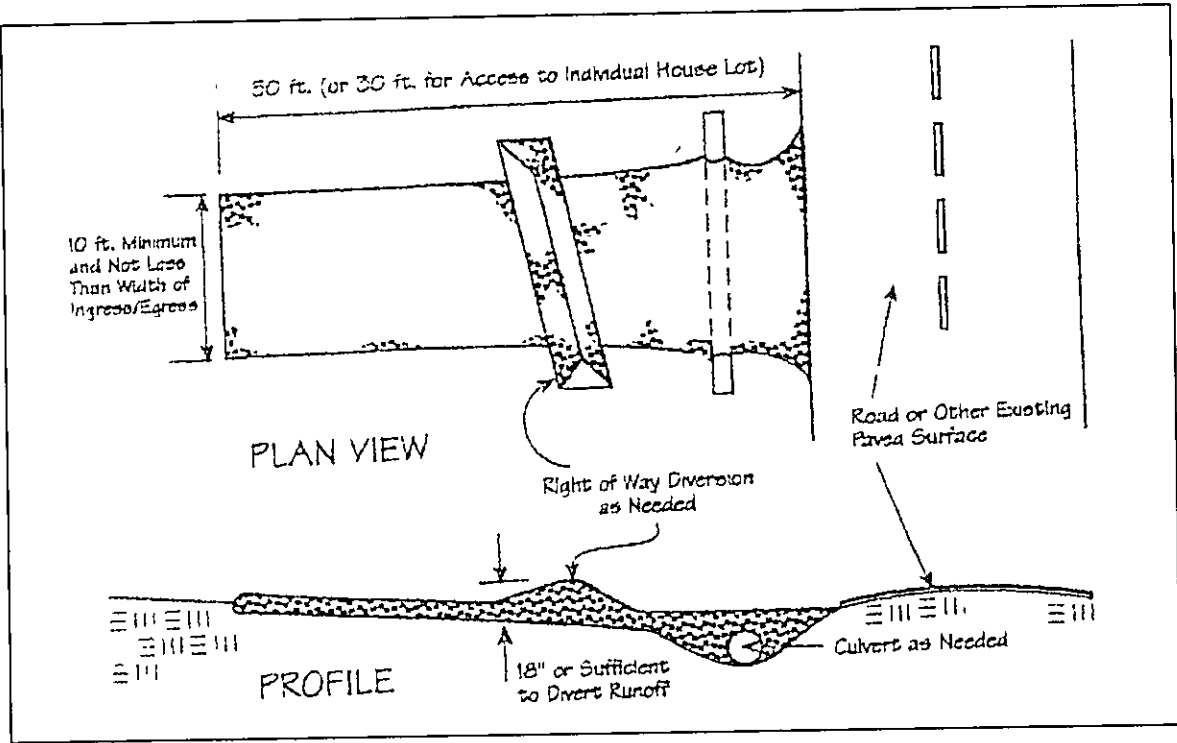 50 ft. (or 30 ft. for Access to Individual House Lot)
10 ft. Minimum
and Not Less
Than Width of
Ingress/Egress
PLAN VIEW
Road or Other Existing
Paved Surface
Right of Way Diversion
as Needed
18" or Sufficient
to Divert Runoff
Culvert as Needed
PROFILE